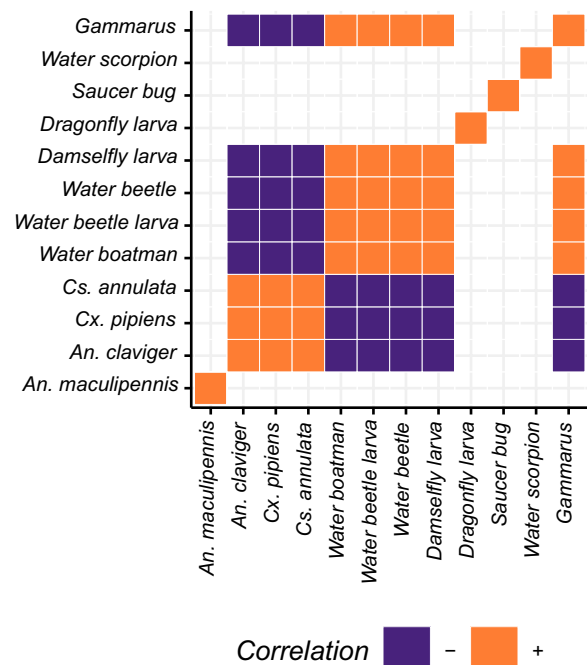 Gammarus
Water scorpion
Saucer bug
Dragonfly larva
Damselfly larva
Water beetle
Water beetle larva
Water boatman
Cs. annulata
Cx. pipiens
An. claviger
An. maculipennis
An. maculipennis
An. claviger
Cx. pipiens
Cs. annulata
Water boatman
Water beetle larva
Water beetle
Damselfly larva
Dragonfly larva
Saucer bug
Water scorpion
Gammarus
Correlation - +